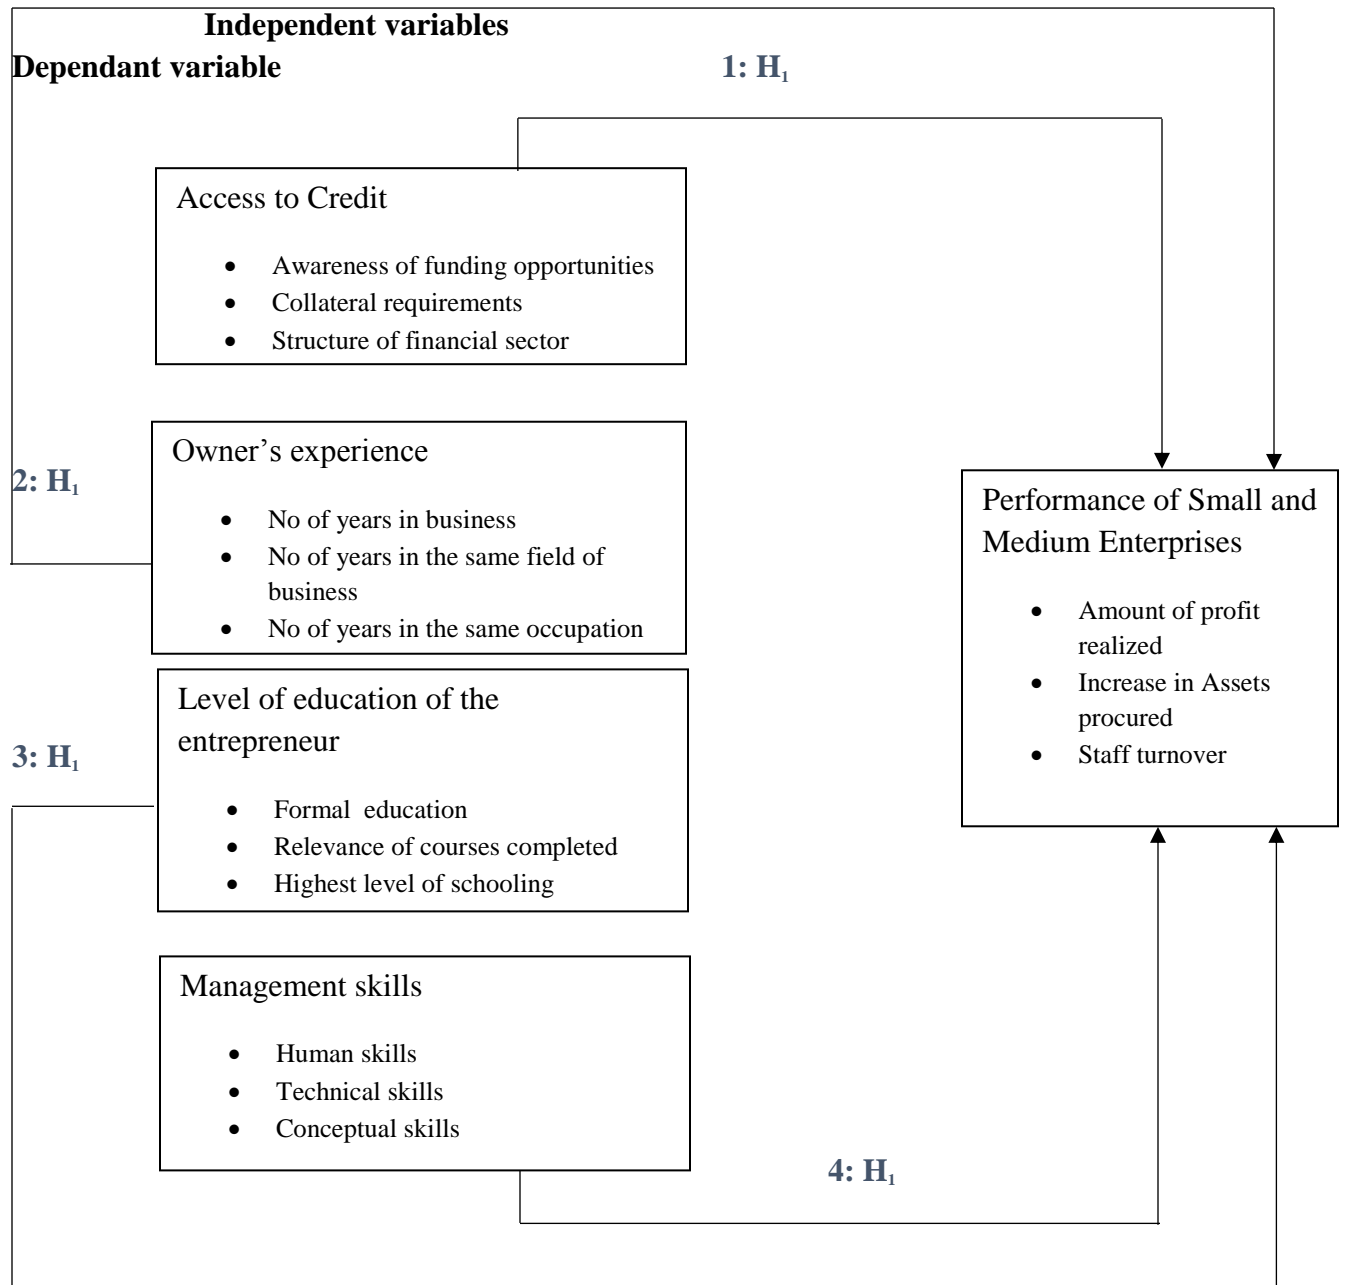 Independent variables
Dependant variable
1: H₁
Access to Credit
• Awareness of funding opportunities
• Collateral requirements
• Structure of financial sector
2: H₁
Owner’s experience
• No of years in business
• No of years in the same field of
business
• No of years in the same occupation
Performance of Small and
Medium Enterprises
• Amount of profit
realized
• Increase in Assets
procured
• Staff turnover
3: H₁
Level of education of the
entrepreneur
• Formal education
• Relevance of courses completed
• Highest level of schooling
Management skills
• Human skills
• Technical skills
• Conceptual skills
4: H₁